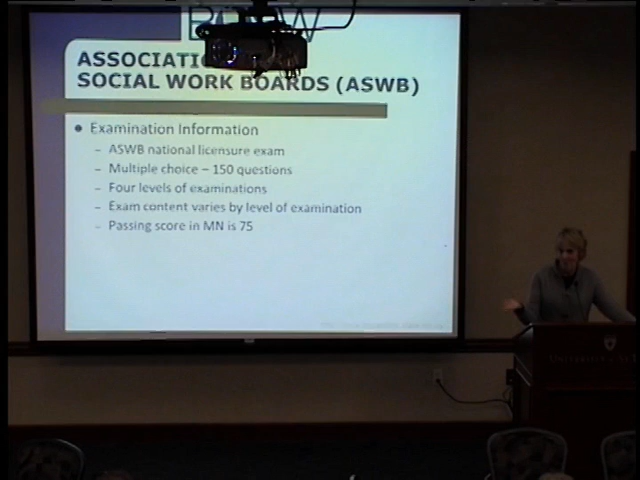 ASSOCIATI
SOCIAL WORK BOARDS (ASWB)
• Examination Information
– ASWB national licensure exam
– Multiple choice – 150 questions
– Four levels of examinations
– Exam content varies by level of examination
– Passing score in MN is 75